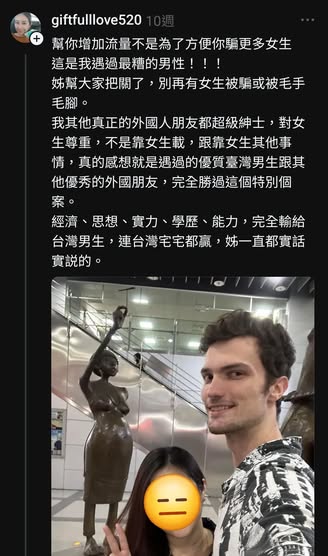 giftfulllove520 10週
幫你增加流量不是為了方便你騙更多女生
這是我遇過最糟的男性！！！
姊幫大家把關了，別再有女生被騙或被毛手
毛腳。
我其他真正的外國人朋友都超級紳士，對女
生尊重，不是靠女生載，跟靠女生其他事
情，真的感想就是遇過的優質臺灣男生跟其
他優秀的外國朋友，完全勝過這個特別個
案。
經濟、思想、實力、學歷、能力，完全輸給
台灣男生，連台灣宅宅都贏，姊一直都實話
實説的。